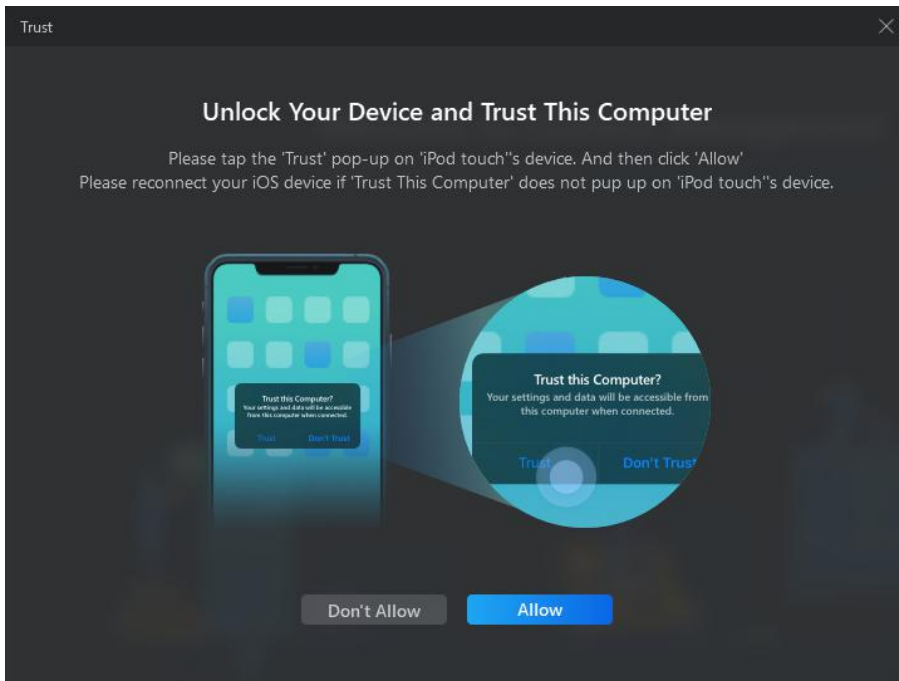 Trust
Unlock Your Device and Trust This Computer
Please tap the 'Trust' pop-up on 'iPod touch''s device. And then click 'Allow'
Please reconnect your iOS device if 'Trust This Computer' does not pup up on 'iPod touch''s device.
Trust this Computer?
Your settings and data will be accessible
from this computer when connected.
Trust Don't Trust
Trust this Computer?
Your settings and data will be accessible from
this computer when connected.
Trust Don't Trust
Don't Allow Allow